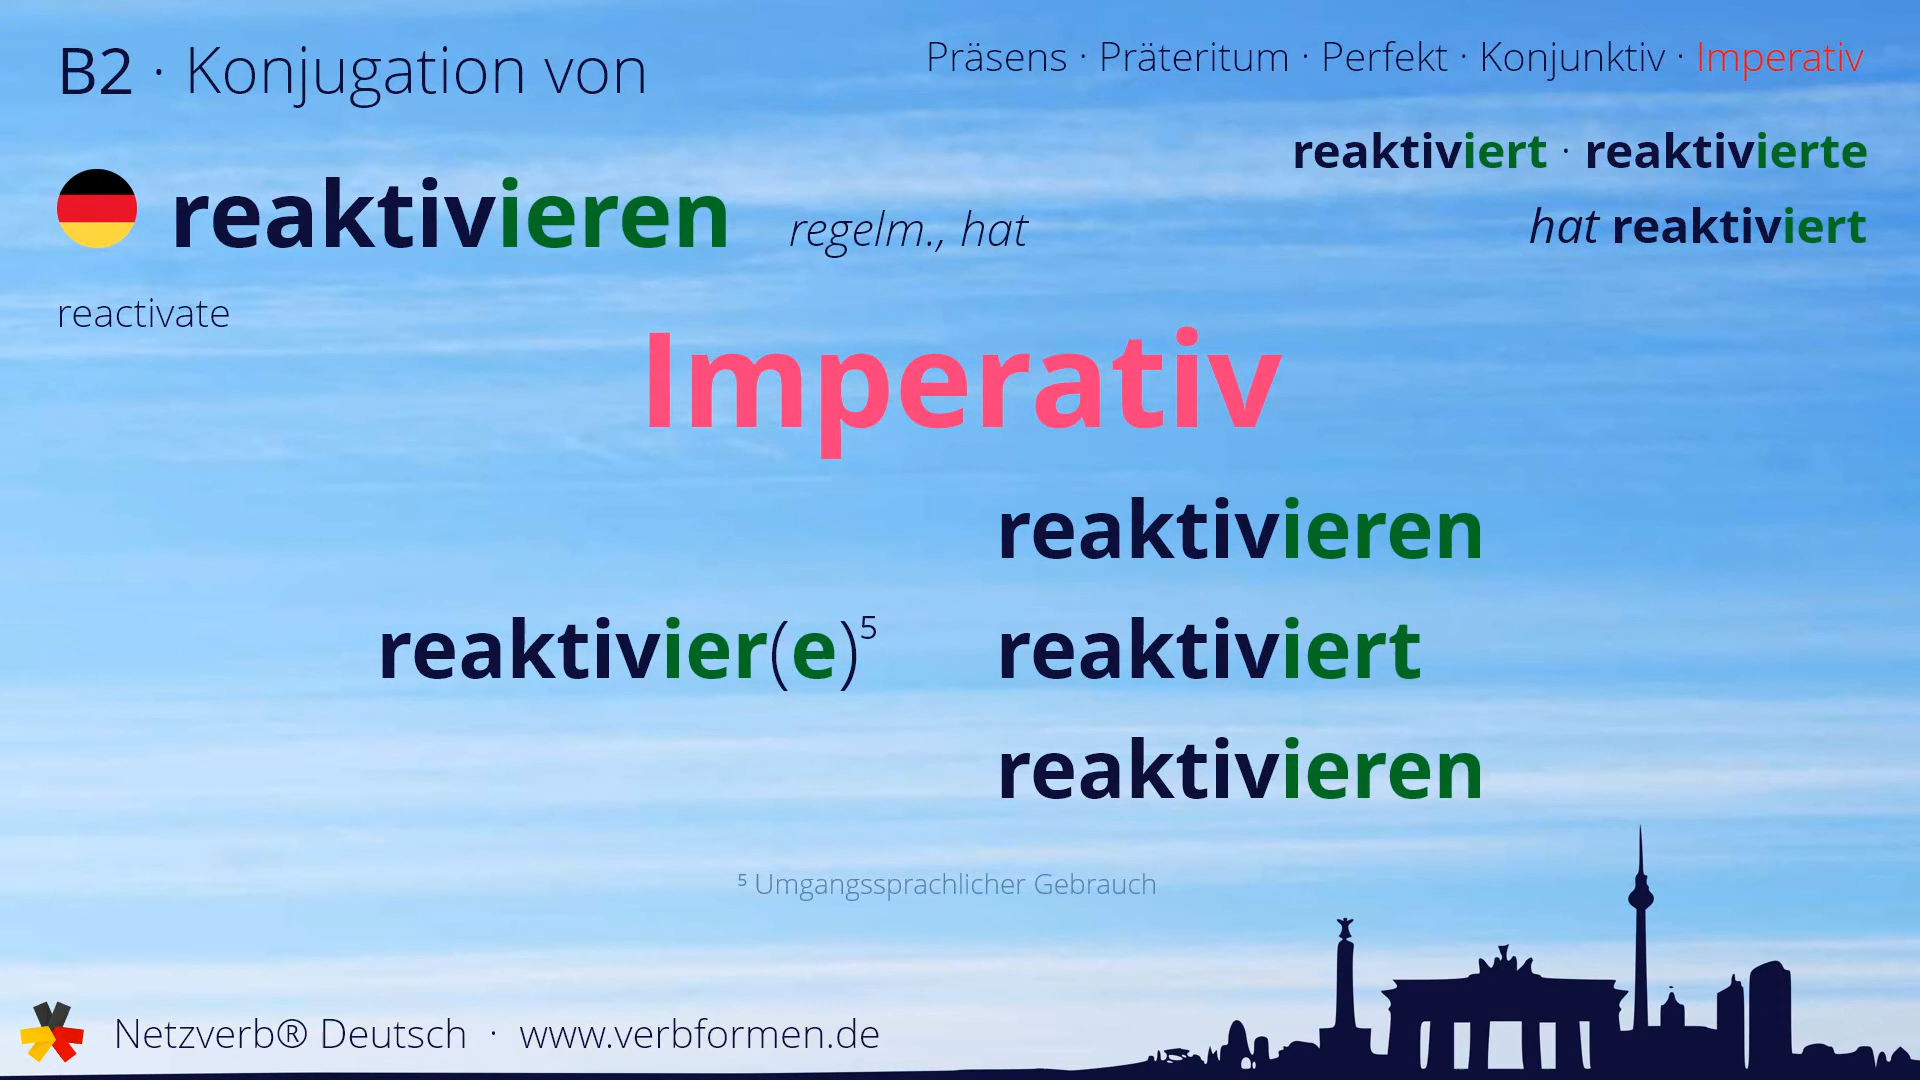 B2 · Konjugation von
Präsens · Präteritum · Perfekt · Konjunktiv · Imperativ
reaktivieren regelm., hat
reaktiviert · reaktivierte
hat reaktiviert
reactivate
Imperativ
reaktivieren
reaktivier(e)⁵ reaktiviert
reaktivieren
⁵ Umgangssprachlicher Gebrauch
Netzverb® Deutsch · www.verbformen.de